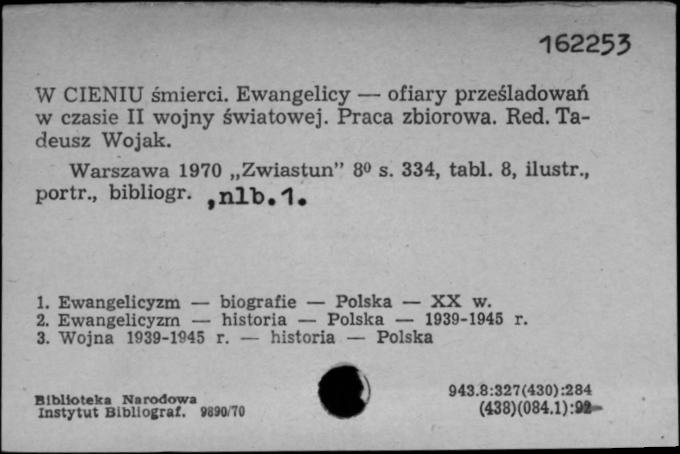 162253
W CIENIU śmierci. Ewangelicy — ofiary prześladowań
w czasie II wojny światowej. Praca zbiorowa. Red. Ta-
deusz Wojak.
Warszawa 1970 „Zwiastun” 8⁰ s. 334, tabl. 8, ilustr.,
portr., bibliogr. ,nlb.1.
1. Ewangelicyzm — biografie — Polska — XX w.
2. Ewangelicyzm — historia — Polska — 1939-1945 r.
3. Wojna 1939-1945 r. — historia — Polska
Biblioteka Narodowa
Instytut Bibliograf. 9890/70
943.8:327(430):284
(438)(084.1):92